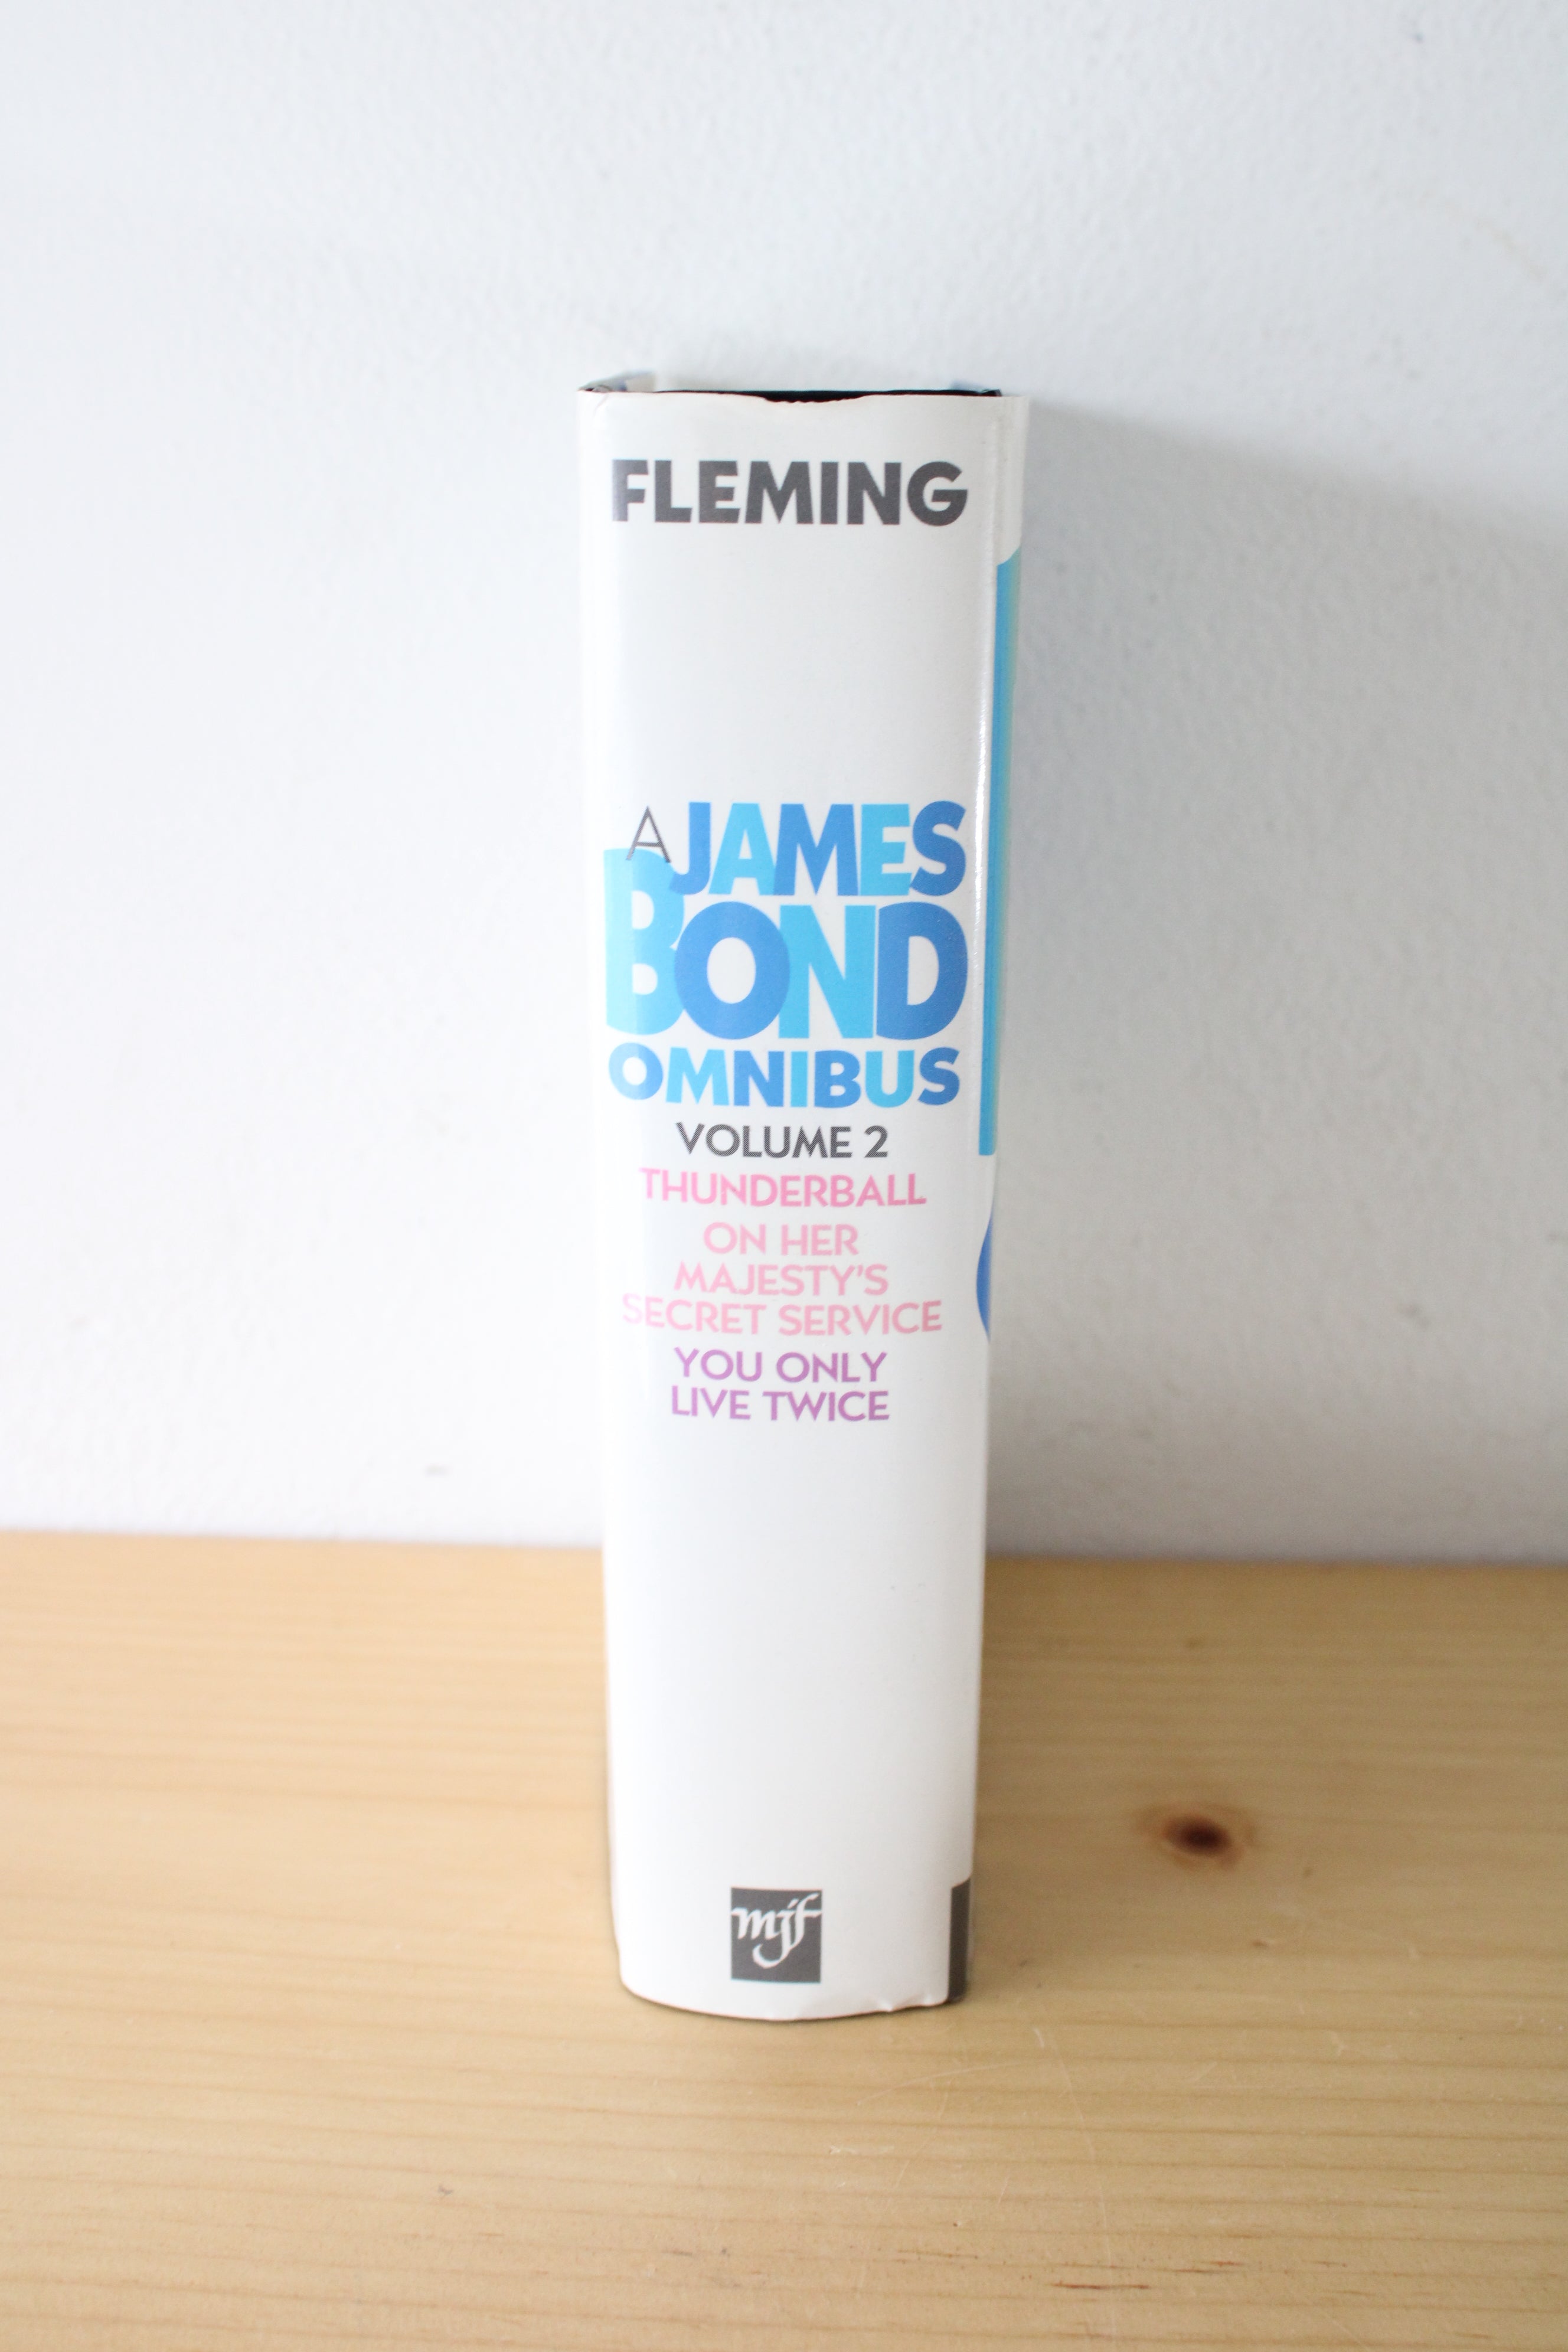 FLEMING
A JAMES
BOND
OMNIBUS
VOLUME 2
THUNDERBALL
ON HER
MAJESTY'S
SECRET SERVICE
YOU ONLY
LIVE TWICE
mjf